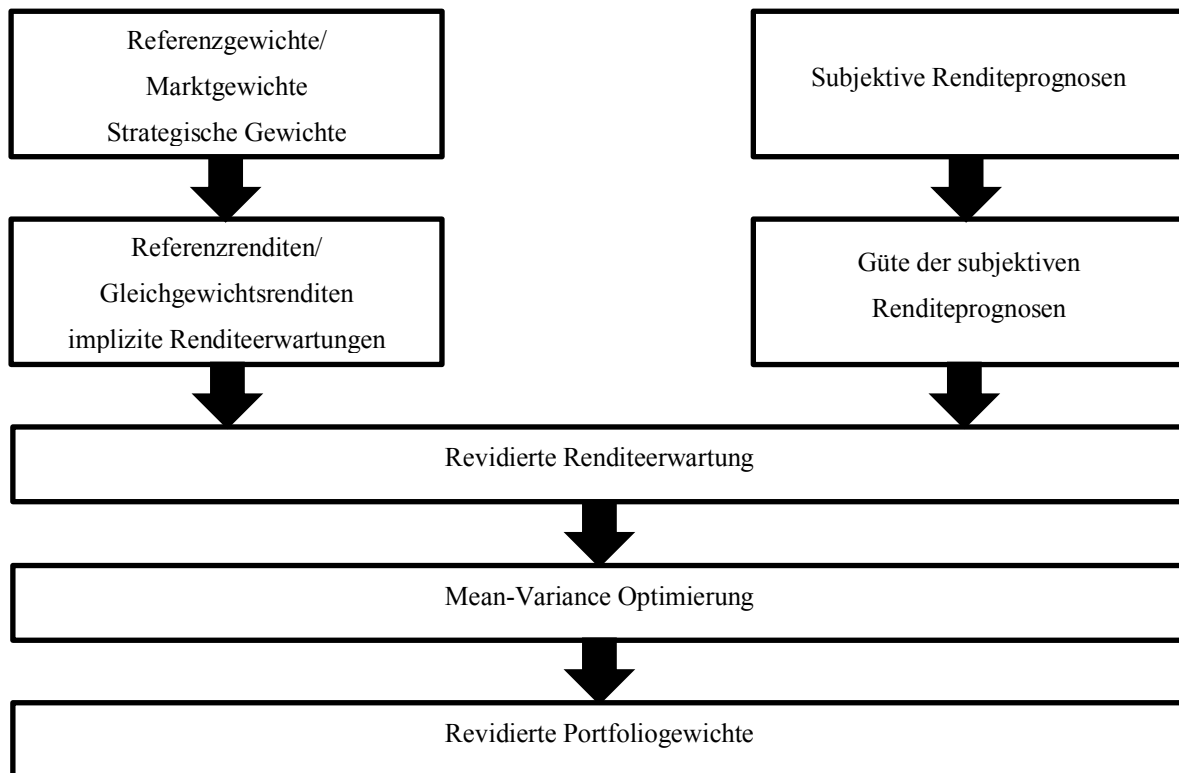 Referenzgewichte/
Marktgewichte
Strategische Gewichte
Subjektive Renditeprognosen
Referenzrenditen/
Gleichgewichtsrenditen
implizite Renditeerwartungen
Güte der subjektiven
Renditeprognosen
Revidierte Renditeerwartung
Mean-Variance Optimierung
Revidierte Portfoliogewichte